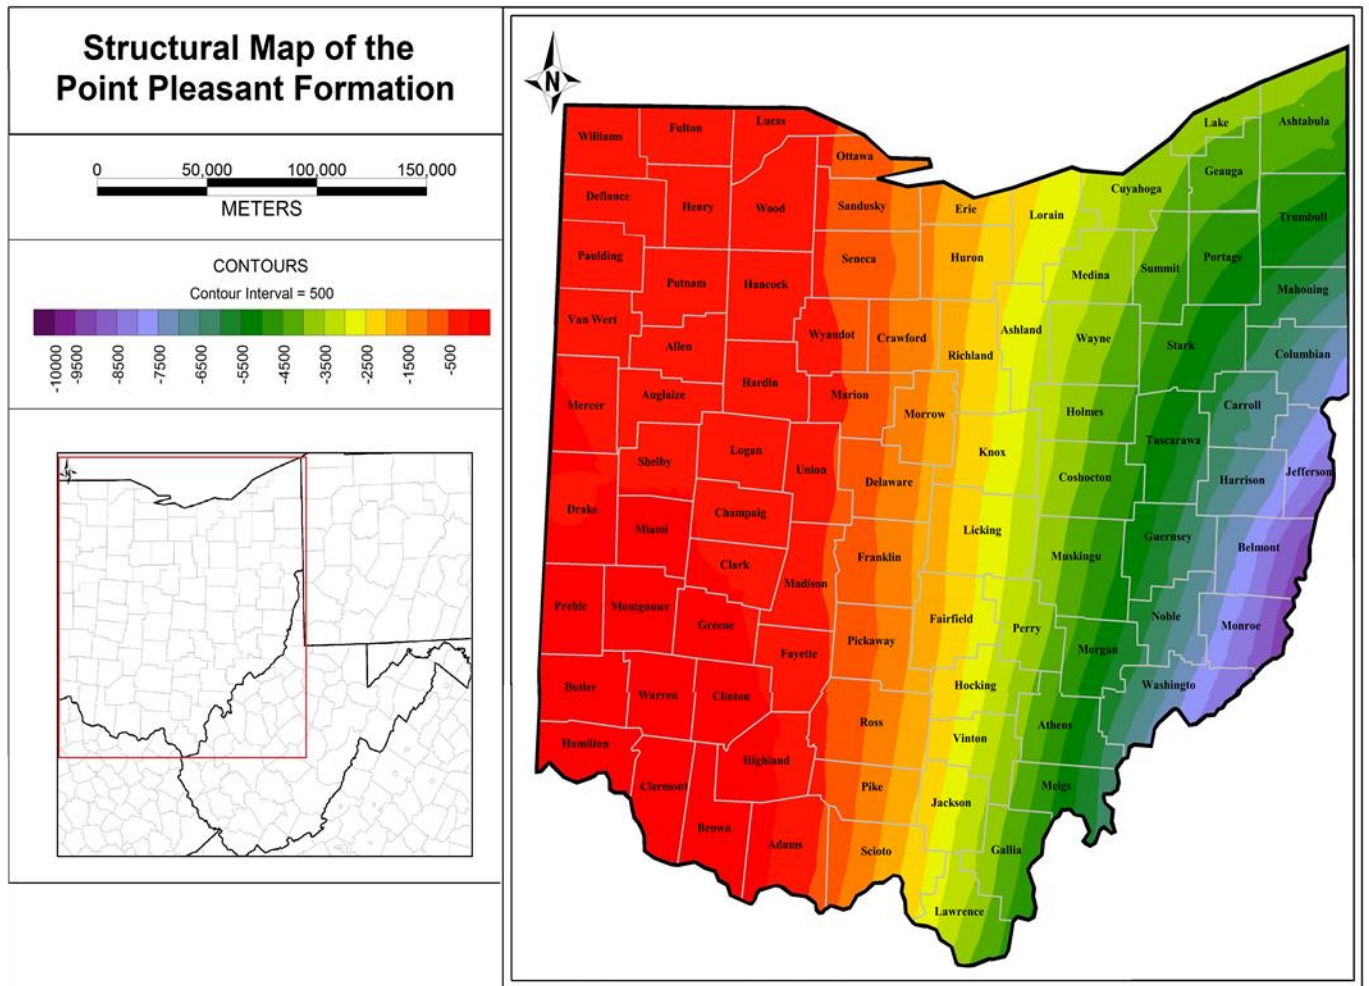 Structural Map of the
Point Pleasant Formation
0 50,000 100,000 150,000
METERS
CONTOURS
Contour Interval = 500
-10000 -9500 -8500 -7500 -6500 -5500 -4500 -3500 -2500 -1500 -500
N
Williams Fulton Lucas Ottawa Lake Ashtabula
Defiance Henry Wood Sandusky Erie Lorain Cuyahoga Geauga Trumbull
Paulding Putnam Hancock Seneca Huron Medina Summit Portage Mahoning
Van Wert Allen Wyandot Crawford Richland Ashland Wayne Stark Columbian
Mercer Auglaize Hardin Marion Morrow Holmes Carroll
Shelby Logan Union Delaware Knox Coshocton Tuscarawa Harrison Jefferson
Drake Miami Champaig Licking
Clark Madison Franklin Muskingu Guernsey Belmont
Preble Montgomer Greene Fairfield Perry Noble Monroe
Fayette Pickaway Morgan
Butler Warren Clinton Hocking Washingto
Hamilton Ross Vinton Athens
Clermont Highland Pike Jackson Meigs
Brown Adams Scioto Gallia
Lawrence